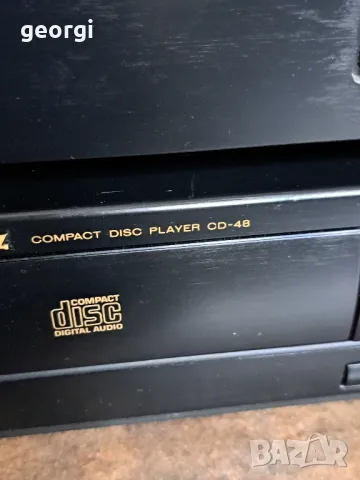 georgi
COMPACT DISC PLAYER CD-48
COMPACT
disc
DIGITAL AUDIO
BAZAR